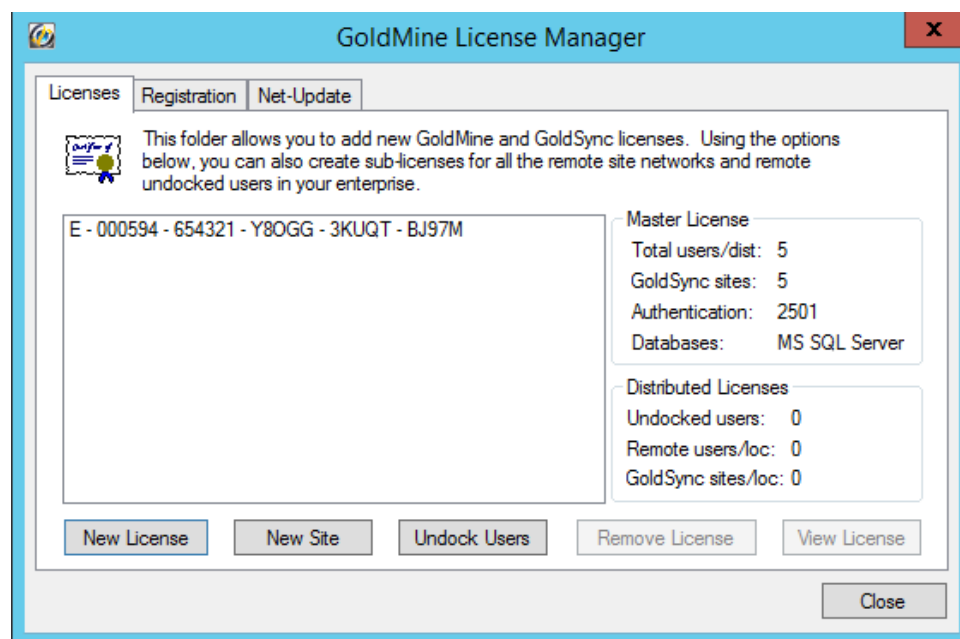 GoldMine License Manager
x
Licenses
Registration
Net-Update
This folder allows you to add new GoldMine and GoldSync licenses. Using the options
below, you can also create sub-licenses for all the remote site networks and remote
undocked users in your enterprise.
E - 000594 - 654321 - Y8OGG - 3KUQT - BJ97M
Master License
Total users/dist: 5
GoldSync sites: 5
Authentication: 2501
Databases: MS SQL Server
Distributed Licenses
Undocked users: 0
Remote users/loc: 0
GoldSync sites/loc: 0
New License
New Site
Undock Users
Remove License
View License
Close